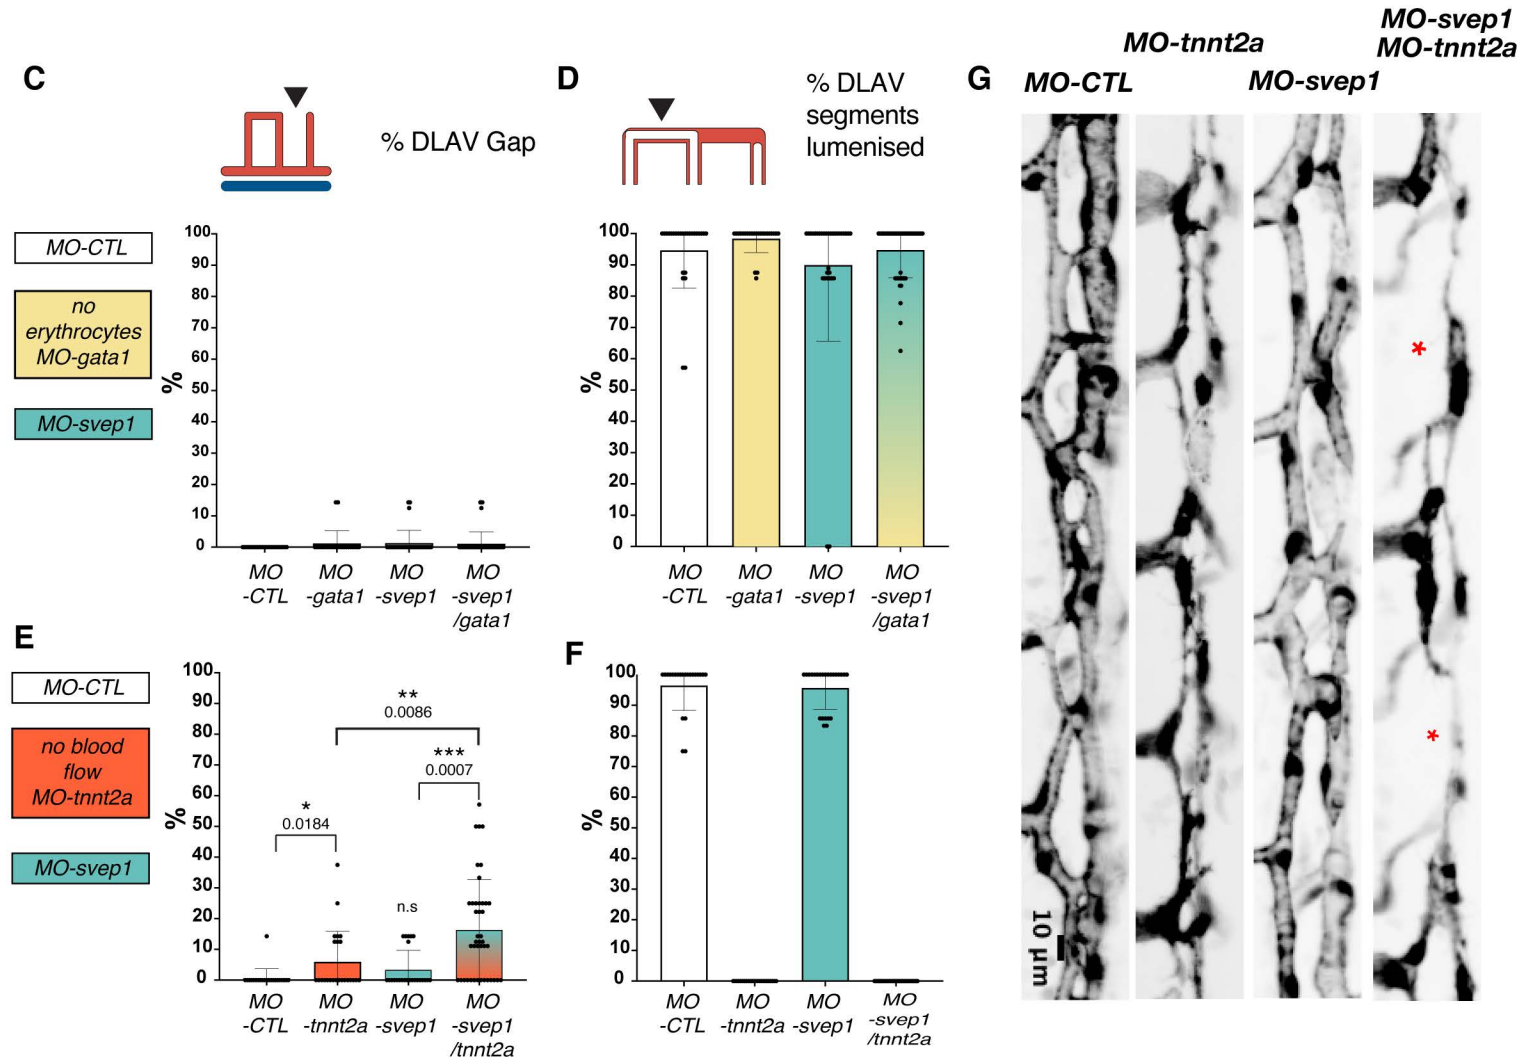 C
% DLAV Gap
MO-CTL
no
erythrocytes
MO-gata1
MO-svep1
%
100
90
80
70
60
50
40
30
20
10
0
MO
-CTL
MO
-gata1
MO
-svep1
MO
-svep1
/gata1
D
% DLAV
segments
lumenised
%
100
90
80
70
60
50
40
30
20
10
0
MO
-CTL
MO
-gata1
MO
-svep1
MO
-svep1
/gata1
E
MO-CTL
no blood
flow
MO-tnnt2a
MO-svep1
%
100
90
80
70
60
50
40
30
20
10
0
*
0.0184
**
0.0086
***
0.0007
n.s
MO
-CTL
MO
-tnnt2a
MO
-svep1
MO
-svep1
/tnnt2a
F
%
100
90
80
70
60
50
40
30
20
10
0
MO
-CTL
MO
-tnnt2a
MO
-svep1
MO
-svep1
/tnnt2a
G
MO-CTL
MO-tnnt2a
MO-svep1
MO-svep1
MO-tnnt2a
*
*
10 µm